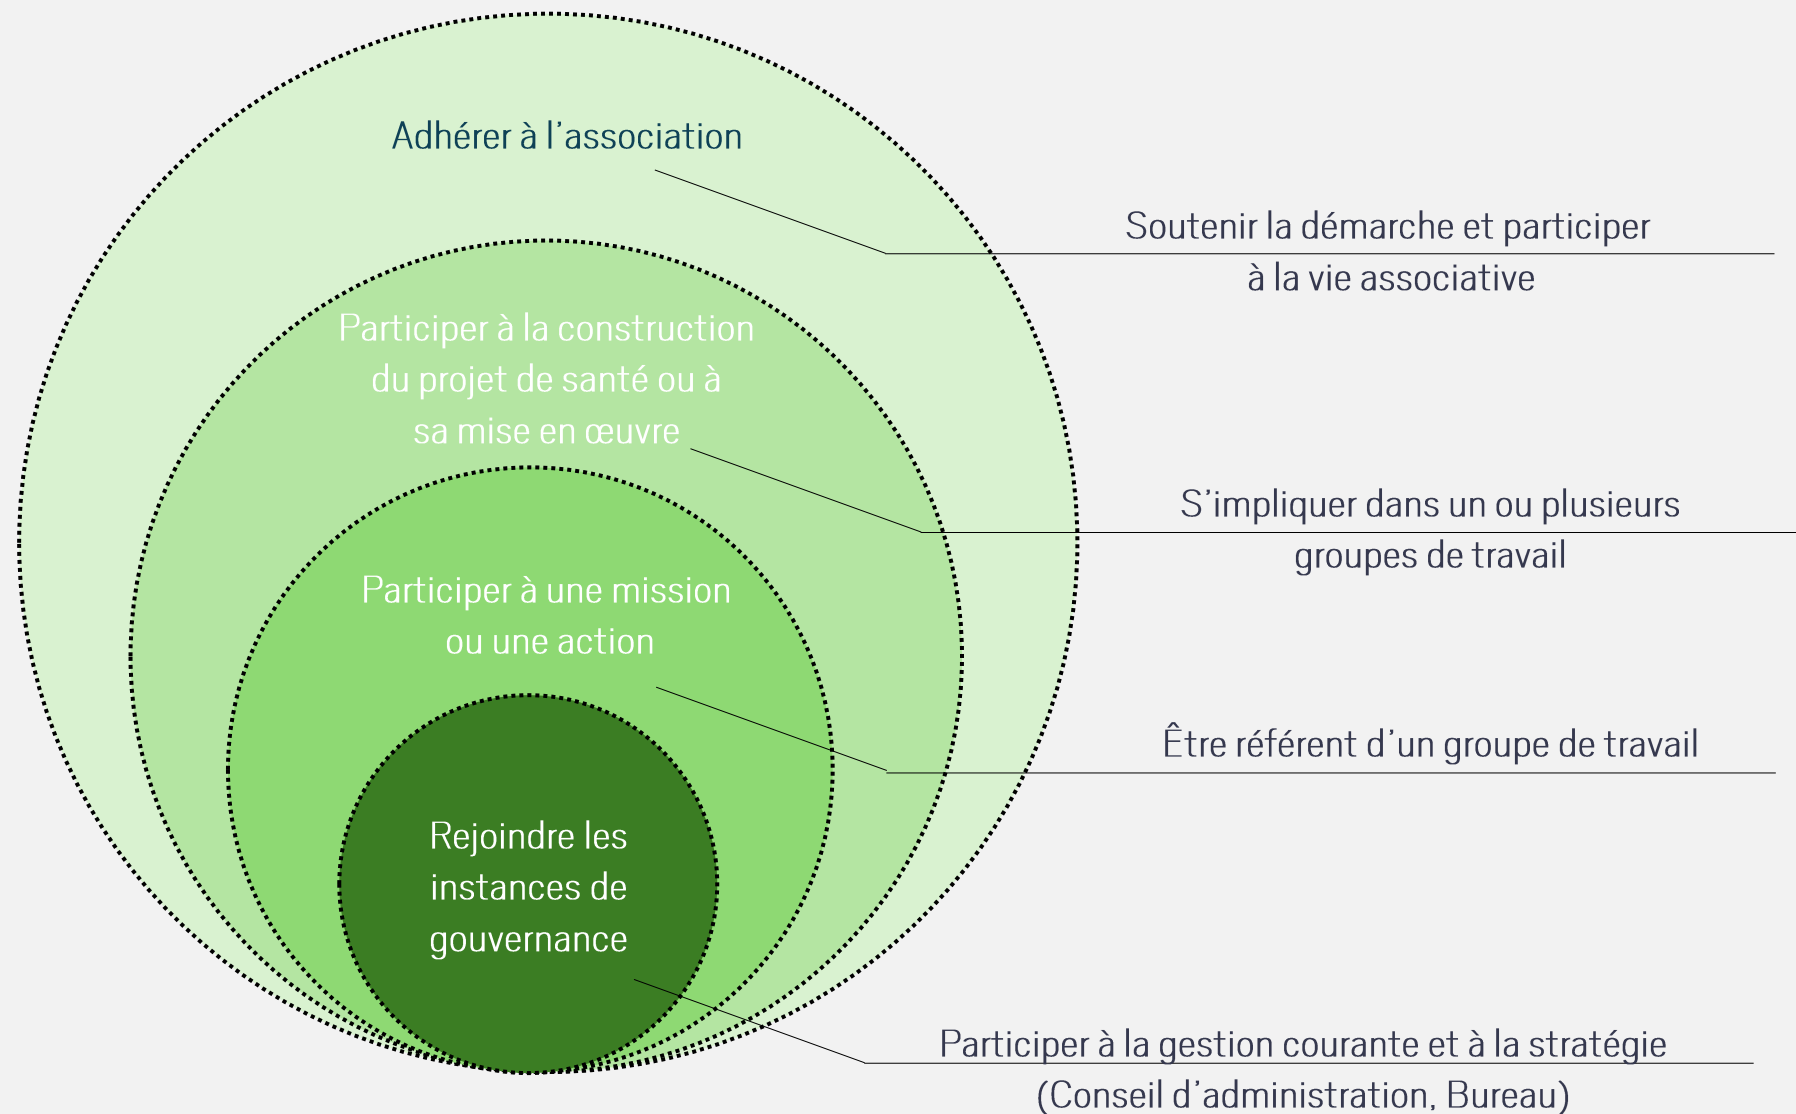 Adhérer à l'association
Soutenir la démarche et participer
à la vie associative
Participer à la construction
du projet de santé ou à
sa mise en œuvre
S'impliquer dans un ou plusieurs
groupes de travail
Participer à une mission
ou une action
Être référent d'un groupe de travail
Rejoindre les
instances de
gouvernance
Participer à la gestion courante et à la stratégie
(Conseil d'administration, Bureau)